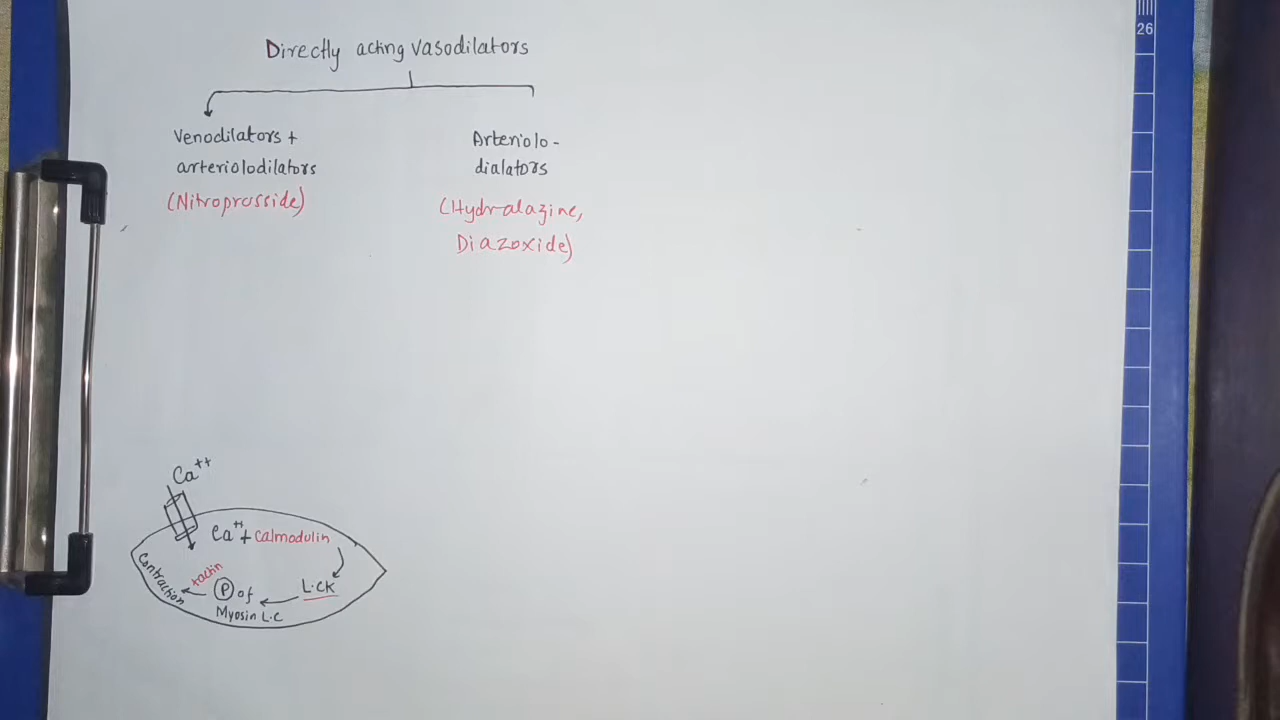 Directly acting vasodilators
Venodilators +
arteriolodilators
(Nitroprusside)
Arteriolo-
dialators
(Hydralazine,
Diazoxide)
Ca++
Ca++ + Calmodulin
L.CK
P of
Myosin L.C
+actin
Contraction
26